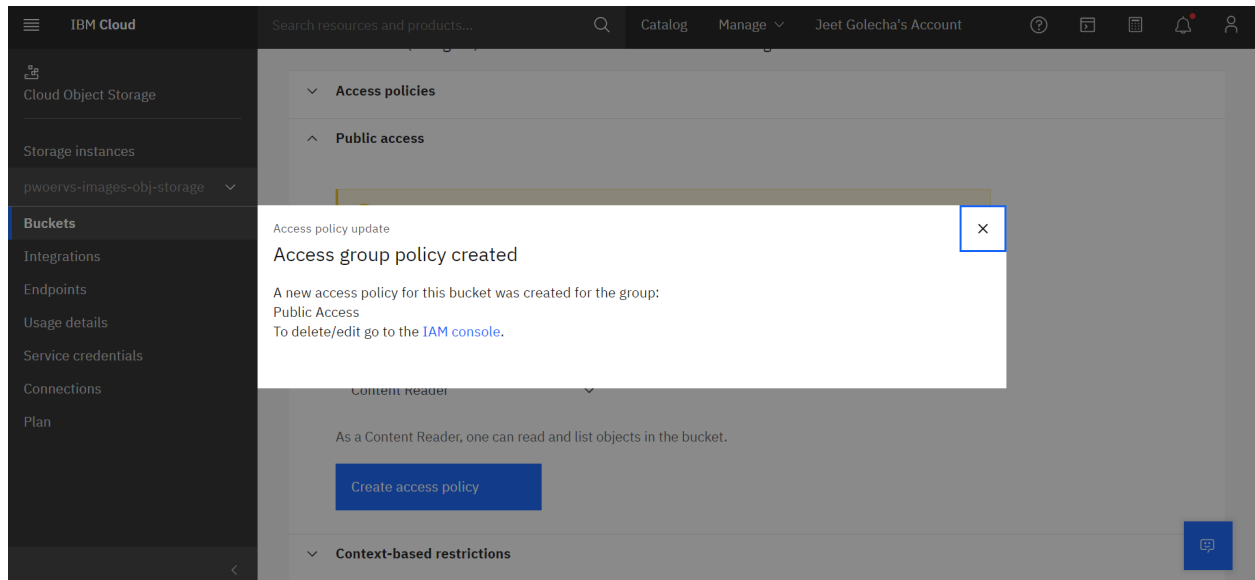 IBM Cloud
Search resources and products...
Catalog
Manage
Jeet Golecha's Account
Cloud Object Storage
Storage instances
pwoervs-images-obj-storage
Buckets
Integrations
Endpoints
Usage details
Service credentials
Connections
Plan
Access policies
Public access
Access policy update
Access group policy created
A new access policy for this bucket was created for the group:
Public Access
To delete/edit go to the IAM console.
Content Reader
As a Content Reader, one can read and list objects in the bucket.
Create access policy
Context-based restrictions